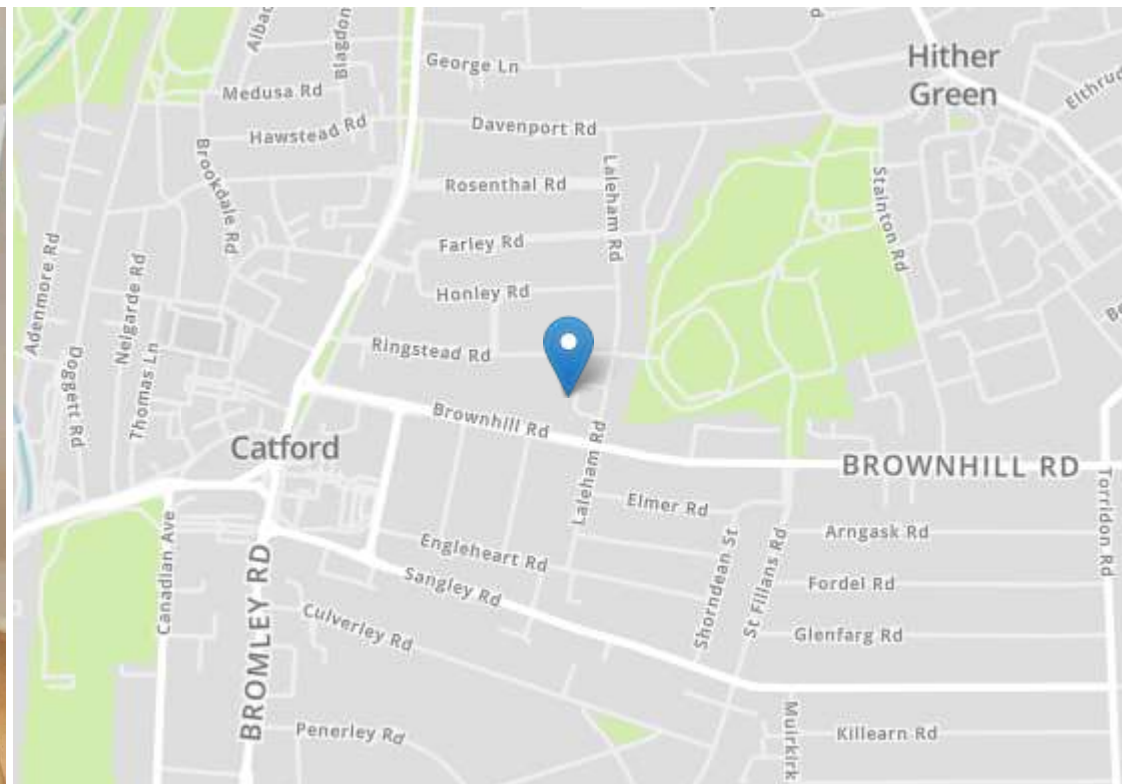 Albac
Blagdon
George Ln
Hither
Green
Medusa Rd
Hawstead Rd
Davenport Rd
Elthrud
Brookdale Rd
Rosenthal Rd
Laleham Rd
Stainton Rd
Farley Rd
Adenmore Rd
Nelgarde Rd
Honley Rd
Thomas Ln
Doggett Rd
Ringstead Rd
Brownhill Rd
Catford
BROWNHILL RD
Laleham Rd
Elmer Rd
Torridon Rd
Canadian Ave
Engleheart Rd
Arngask Rd
Shorndean St
St Fillans Rd
BROMLEY RD
Sangley Rd
Fordel Rd
Culverley Rd
Glenfarg Rd
Penerley Rd
Muirkirk
Killearn Rd